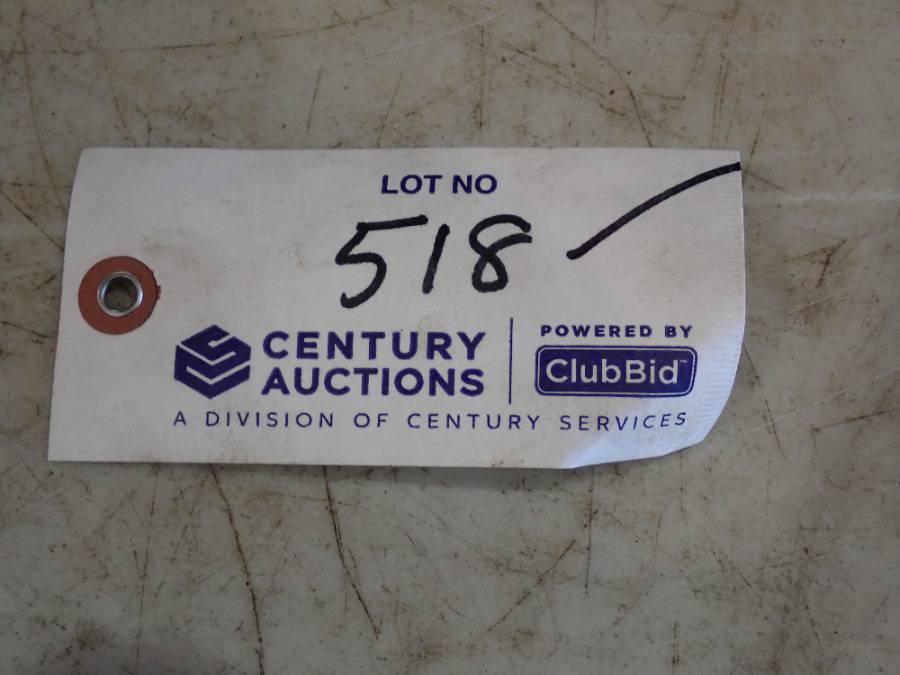 LOT NO
518
CENTURY
AUCTIONS
POWERED BY
ClubBid™
A DIVISION OF CENTURY SERVICES